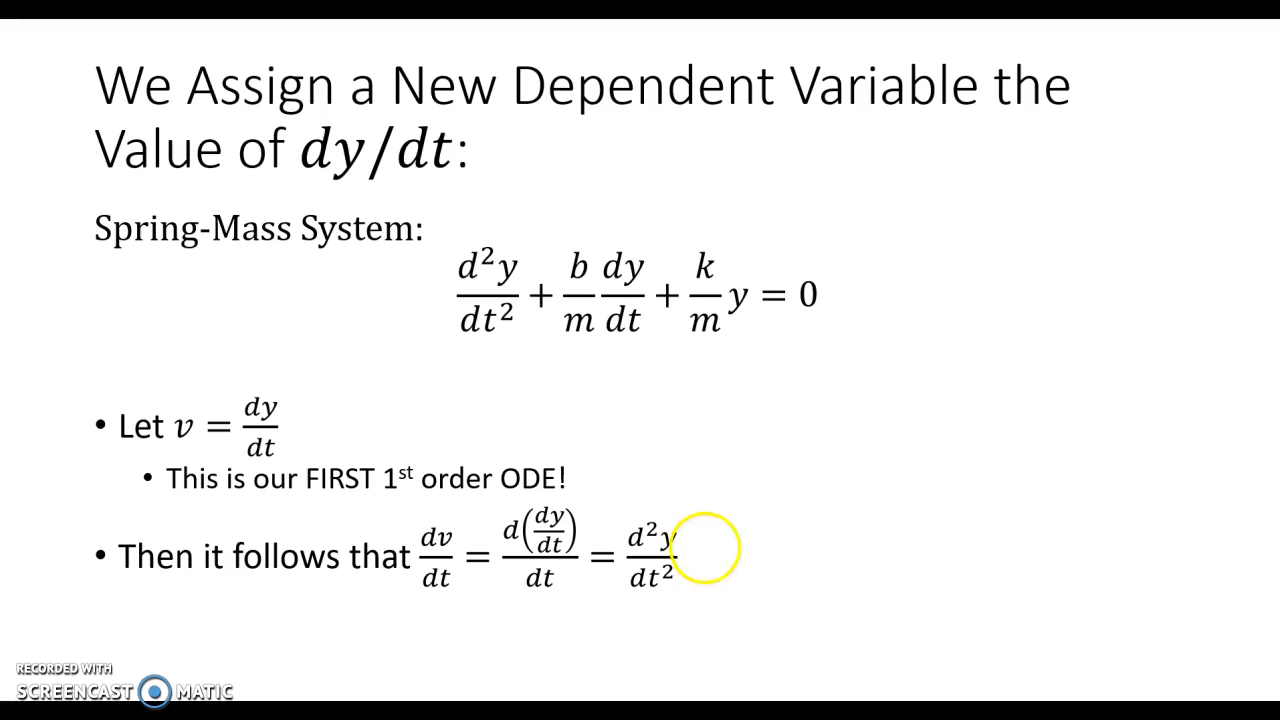 We Assign a New Dependent Variable the
Value of dy/dt:
Spring-Mass System:
d²y/dt² + b/m dy/dt + k/m y = 0
• Let v = dy/dt
• This is our FIRST 1st order ODE!
• Then it follows that dv/dt = d(dy/dt)/dt = d²y/dt²
RECORDED WITH
SCREENCAST MATIC